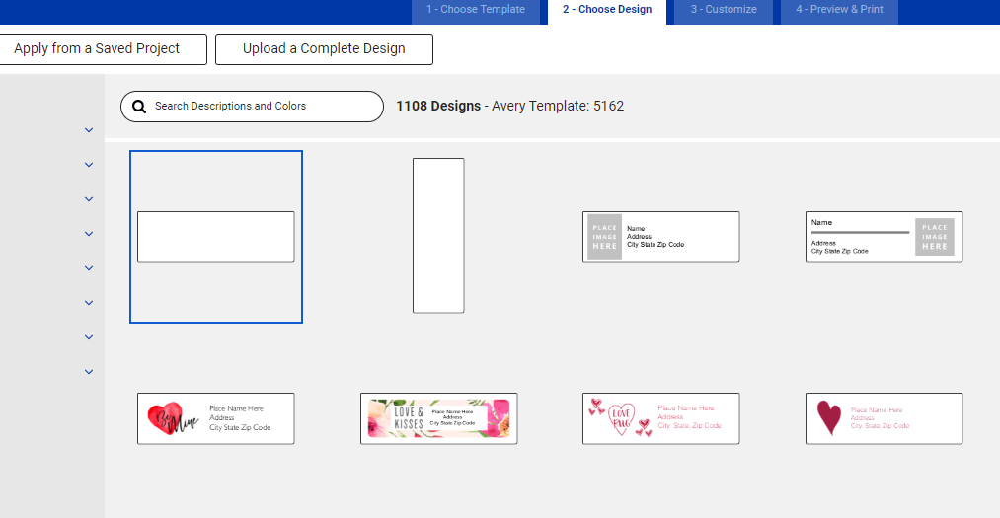 1 - Choose Template
2 - Choose Design
3 - Customize
4 - Preview & Print
Apply from a Saved Project
Upload a Complete Design
Search Descriptions and Colors
1108 Designs - Avery Template: 5162
PLACE
IMAGE
HERE
Name
Address
City State Zip Code
Name
Address
City State Zip Code
PLACE
IMAGE
HERE
Be
Mine
Place Name Here
Address
City State Zip Code
LOVE &
KISSES
Place Name Here
Address
City State Zip Code
LOVE
PUG
Place Name Here
Address
City, State, Zip Code
Place Name Here
Address
City, State Zip Code